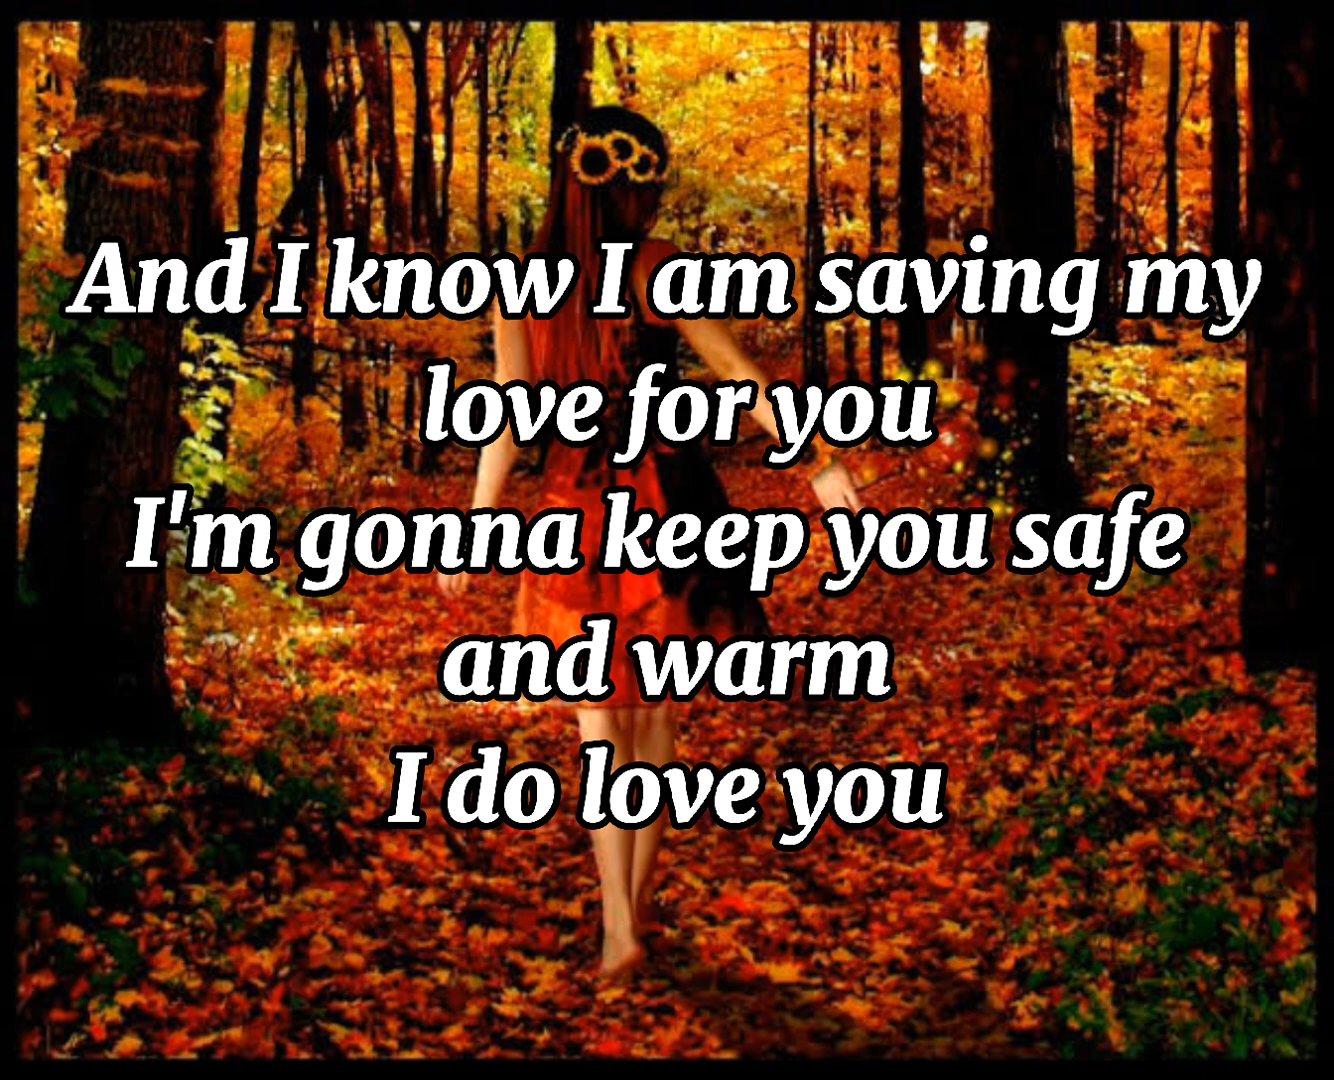 And I know I am saving my
love for you
I'm gonna keep you safe
and warm
I do love you